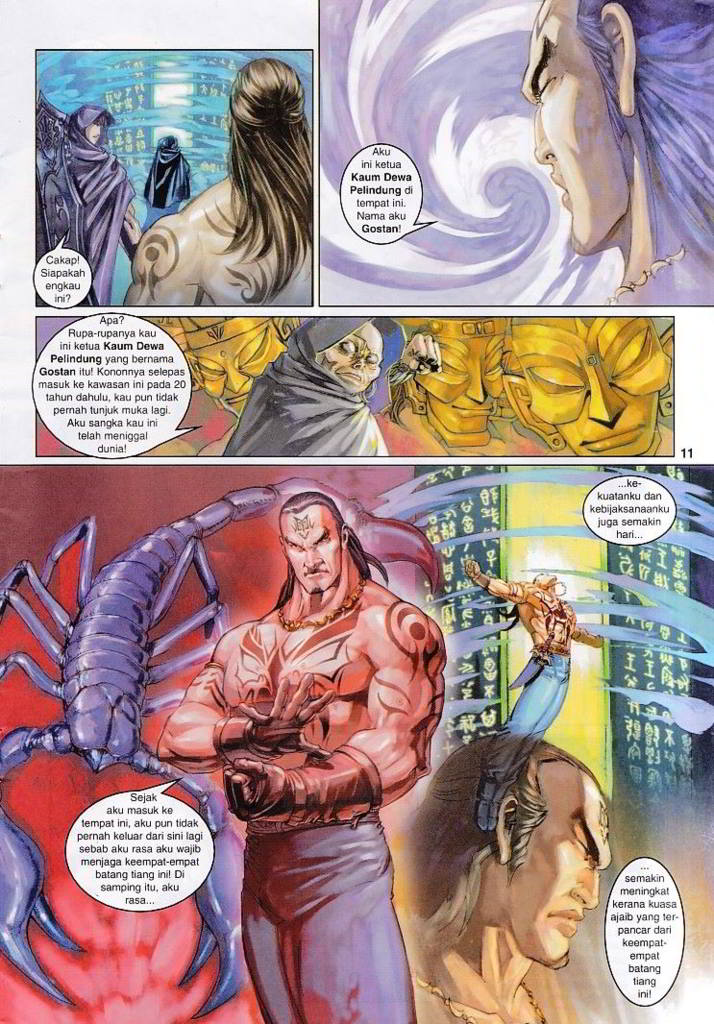 Cakap!
Siapakah
engkau
ini?
Aku
ini ketua
Kaum Dewa
Pelindung di
tempat ini.
Nama aku
Gostan!
Apa?
Rupa-rupanya kau
ini ketua Kaum Dewa
Pelindung yang bernama
Gostan itu! Kononnya selepas
masuk ke kawasan ini pada 20
tahun dahulu, kau pun tidak
pernah tunjuk muka lagi.
Aku sangka kau ini
telah meniggal
dunia!
11
Sejak
aku masuk ke
tempat ini, aku pun tidak
pernah keluar dari sini lagi
sebab aku rasa aku wajib
menjaga keempat-empat
batang tiang ini! Di
samping itu, aku
rasa...
...ke-
kuatanku dan
kebijaksanaanku
juga semakin
hari...
...
semakin
meningkat
kerana kuasa
ajaib yang ter-
pancar dari
keempat-
empat
batang
tiang
ini!